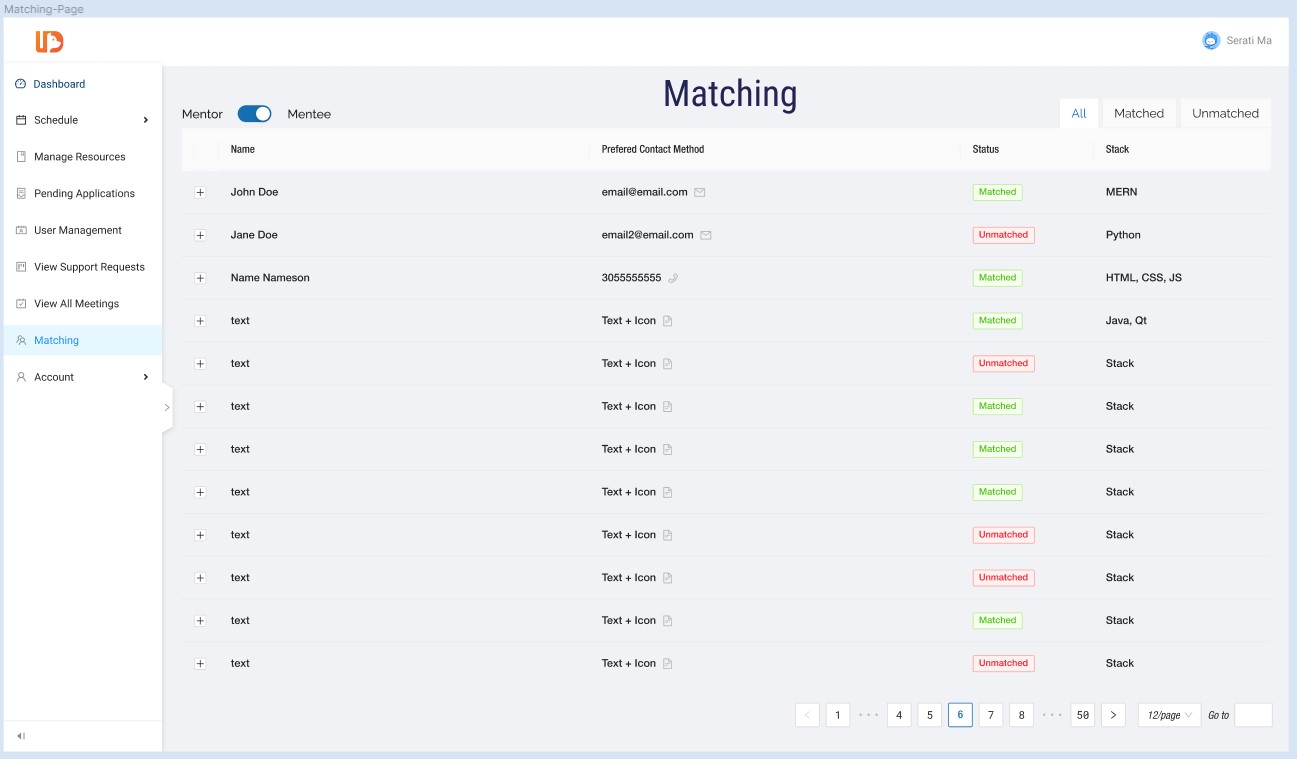 Matching-Page
Serati Ma
Dashboard
Schedule
Manage Resources
Pending Applications
User Management
View Support Requests
View All Meetings
Matching
Account
Matching
Mentor Mentee
All Matched Unmatched
Name Prefered Contact Method Status Stack
John Doe email@email.com Matched MERN
Jane Doe email2@email.com Unmatched Python
Name Nameson 3055555555 Matched HTML, CSS, JS
text Text + Icon Matched Java, Qt
text Text + Icon Unmatched Stack
text Text + Icon Matched Stack
text Text + Icon Matched Stack
text Text + Icon Matched Stack
text Text + Icon Unmatched Stack
text Text + Icon Unmatched Stack
text Text + Icon Matched Stack
text Text + Icon Unmatched Stack
< 1 ··· 4 5 6 7 8 ··· 50 > 12/page Go to